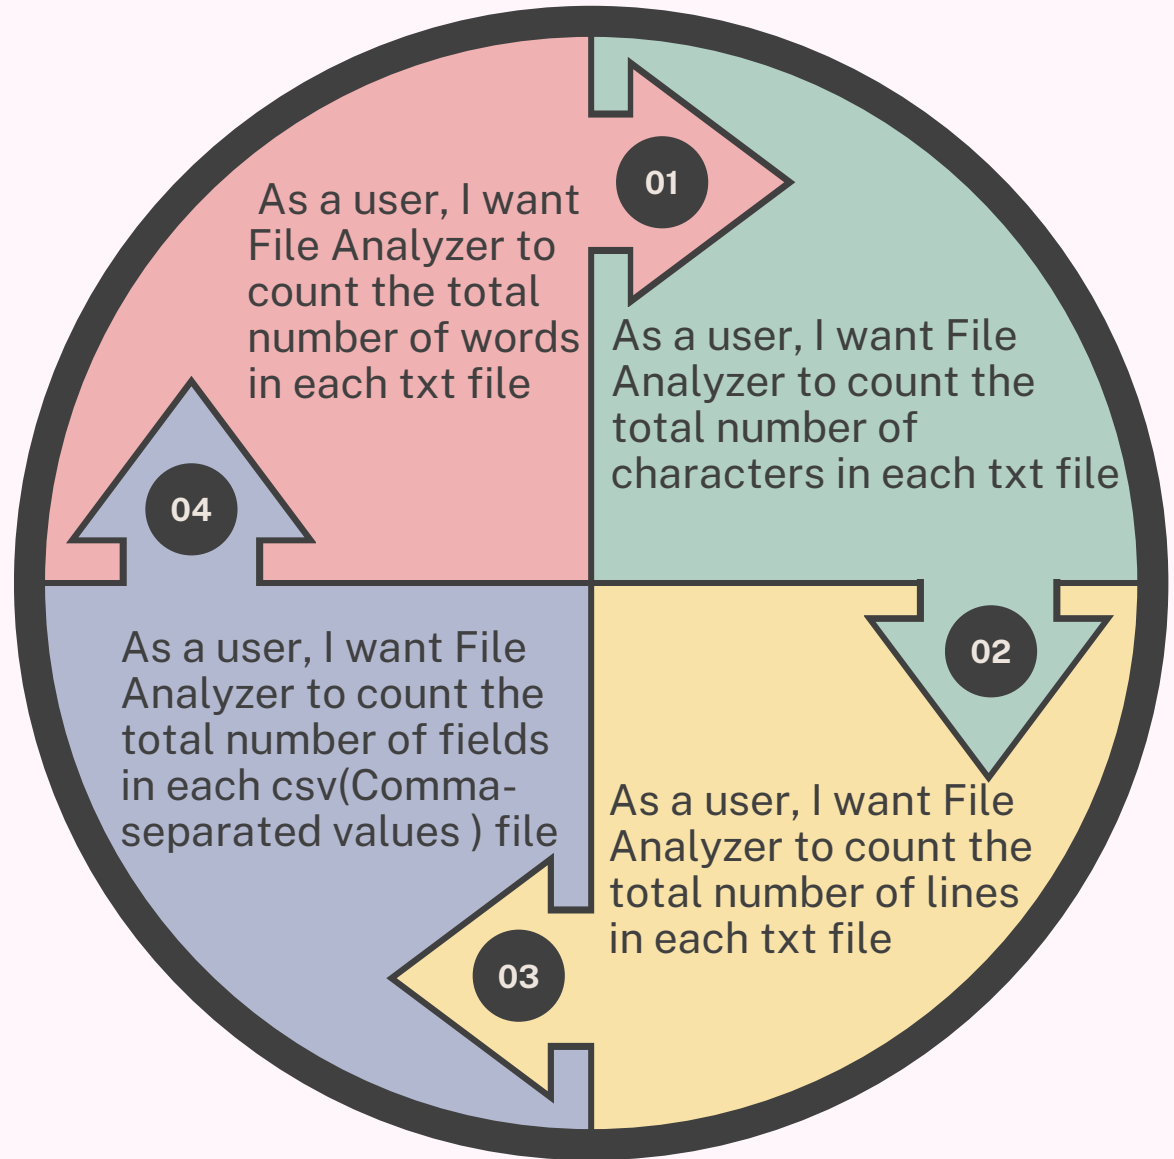 As a user, I want
File Analyzer to
count the total
number of words
in each txt file
01
As a user, I want File
Analyzer to count the
total number of
characters in each txt file
02
As a user, I want File
Analyzer to count the
total number of lines
in each txt file
03
As a user, I want File
Analyzer to count the
total number of fields
in each csv(Comma-
separated values ) file
04